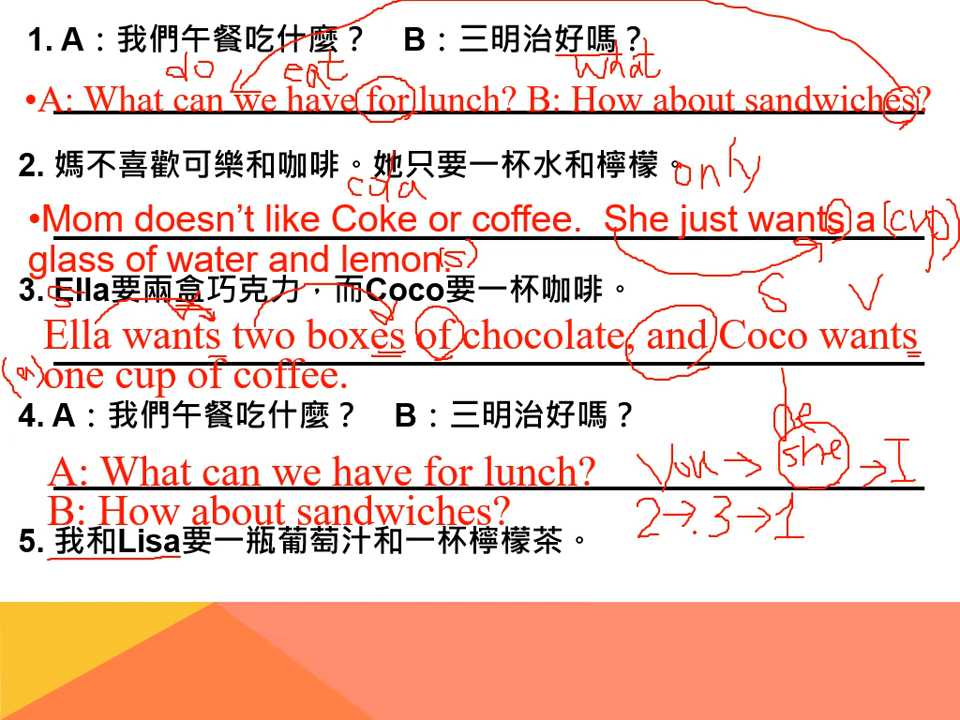 1. A：我們午餐吃什麼？ B：三明治好嗎？
do eat what
•A: What can we have for lunch? B: How about sandwiches?
2. 媽不喜歡可樂和咖啡。她只要一杯水和檸檬。
cola only
•Mom doesn't like Coke or coffee. She just wants a (cup)
glass of water and lemon. (s)
3. Ella要兩盒巧克力，而Coco要一杯咖啡。
S S V
Ella wants two boxes of chocolate, and Coco wants
one cup of coffee.
4. A：我們午餐吃什麼？ B：三明治好嗎？
he
A: What can we have for lunch? You → she → I
B: How about sandwiches? 2 → 3 → 1
5. 我和Lisa要一瓶葡萄汁和一杯檸檬茶。